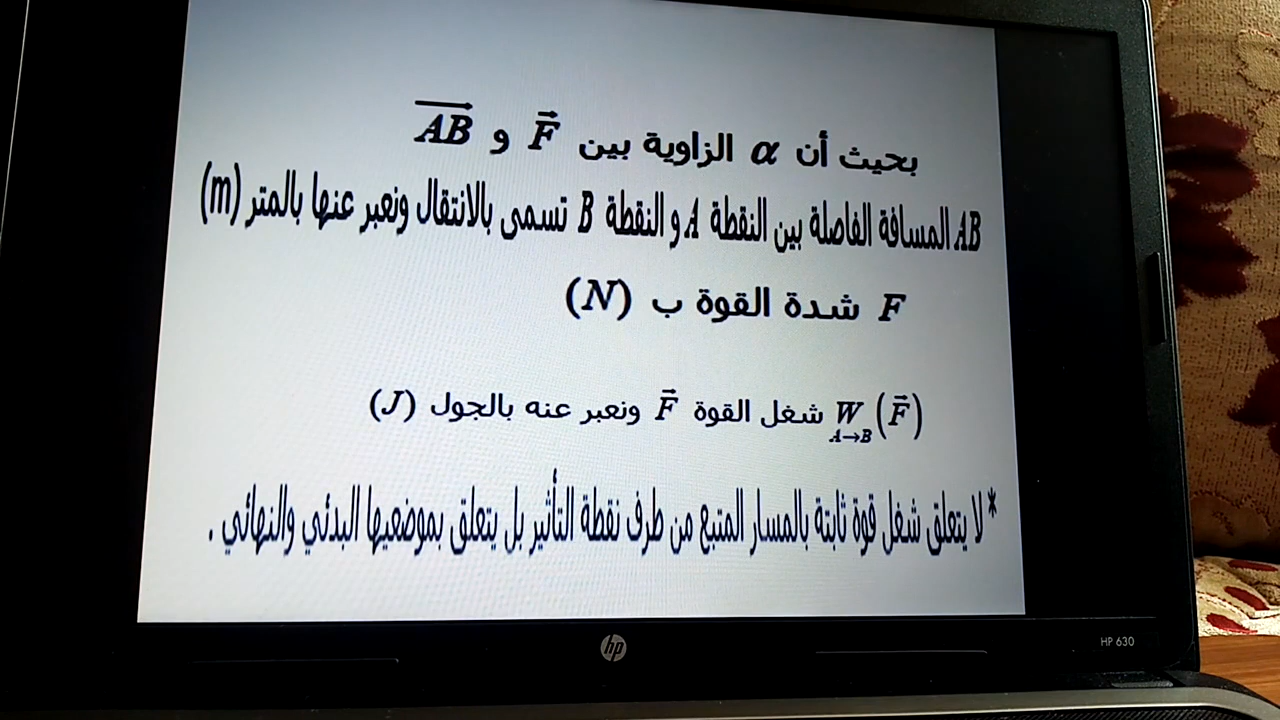 بحيث أن α الزاوية بين F⃗ و AB⃗
AB المسافة الفاصلة بين النقطة A و النقطة B تسمى بالانتقال ونعبر عنها بالمتر (m)
F شدة القوة ب (N)
W A→B (F⃗) شغل القوة F⃗ ونعبر عنه بالجول (J)
* لا يتعلق شغل قوة ثابتة بالمسار المتبع من طرف نقطة التأثير بل يتعلق بموضعيها البدئي والنهائي .
hp
HP 630